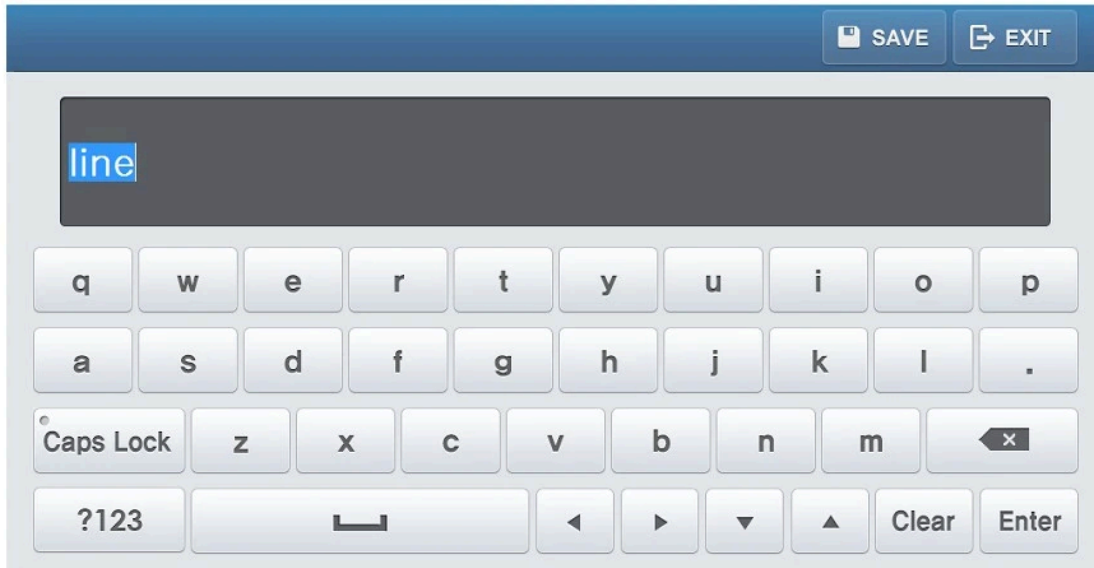 SAVE EXIT
line
q w e r t y u i o p
a s d f g h j k l .
Caps Lock z x c v b n m
?123 Clear Enter